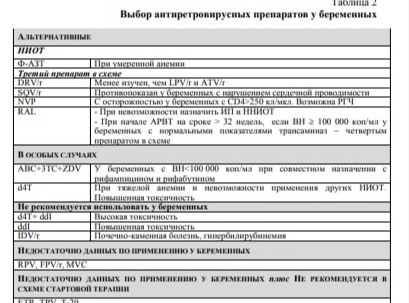 Таблица 2
Выбор антиретровирусных препаратов у беременных
АЛЬТЕРНАТИВНЫЕ
НИОТ
Ф-АЗТ При умеренной анемии
Третий препарат в схеме
DRV/r Менее изучен, чем LPV/r и ATV/r
SQV/r Противопоказан у беременных с нарушением сердечной проводимости
NVP С осторожностью у беременных с CD4>250 кл/мкл. Возможна РГЧ
RAL - При невозможности назначить ИП и ННИОТ
- При начале АРВТ на сроке > 32 недель, если ВН ≥ 100 000 коп/мл у
беременных с нормальными показателями трансаминаз – четвертым
препаратом в схеме
В ОСОБЫХ СЛУЧАЯХ
ABC+3TC+ZDV У беременных с ВН<100 000 коп/мл при совместном назначении с
рифампицином и рифабутином
d4T При тяжелой анемии и невозможности применения других НИОТ.
Повышенная токсичность
Не рекомендуется использовать у беременных
d4T+ ddI Высокая токсичность
ddI Повышенная токсичность
IDV/r Почечно-каменная болезнь, гипербилирубинемия
НЕДОСТАТОЧНО ДАННЫХ ПО ПРИМЕНЕНИЮ У БЕРЕМЕННЫХ
RPV, FPV/r, MVC
НЕДОСТАТОЧНО ДАННЫХ ПО ПРИМЕНЕНИЮ У БЕРЕМЕННЫХ плюс НЕ РЕКОМЕНДУЕТСЯ В
СХЕМЕ СТАРТОВОЙ ТЕРАПИИ
ETR, TPV, T-20